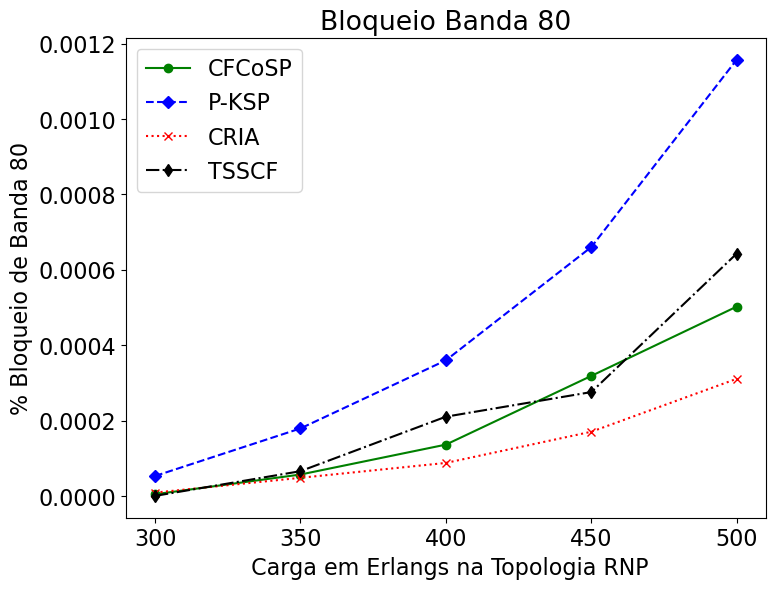 Bloqueio Banda 80
CFCoSP
P-KSP
CRIA
TSSCF
% Bloqueio de Banda 80
0.0012
0.0010
0.0008
0.0006
0.0004
0.0002
0.0000
300 350 400 450 500
Carga em Erlangs na Topologia RNP